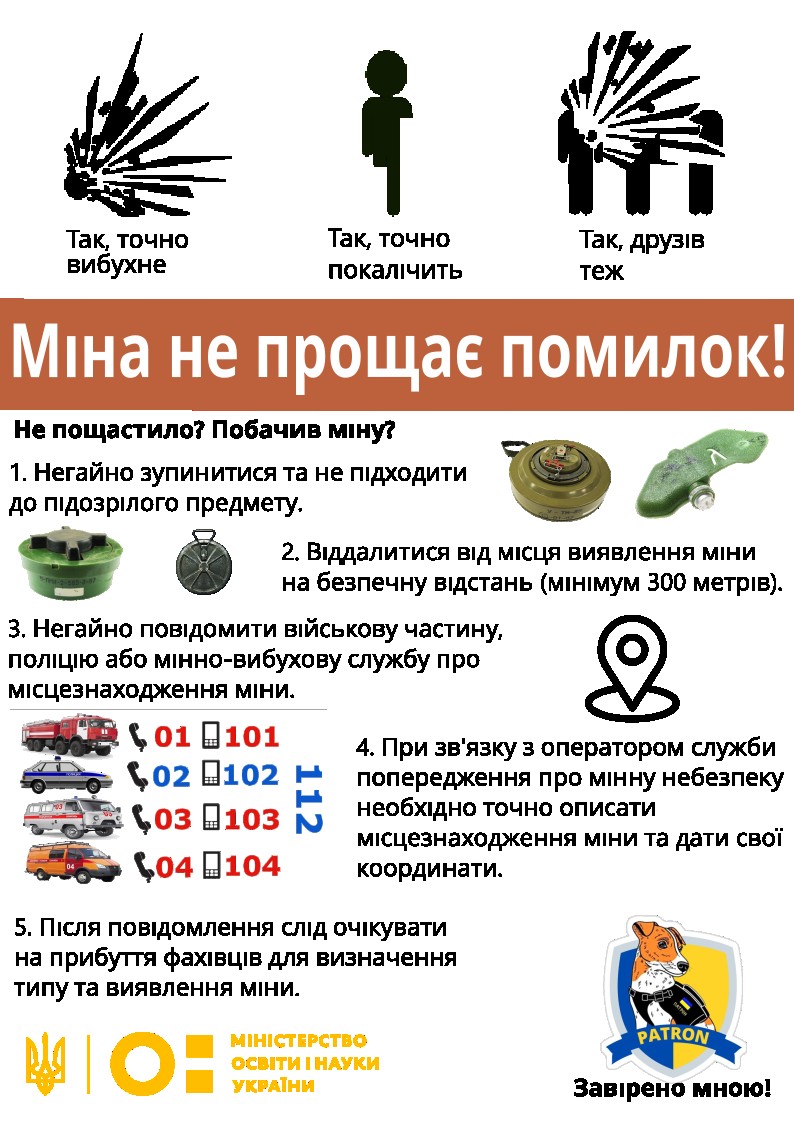 Так, точно
вибухне
Так, точно
покалічить
Так, друзів
теж
Міна не прощає помилок!
Не пощастило? Побачив міну?
1. Негайно зупинитися та не підходити
до підозрілого предмету.
2. Віддалитися від місця виявлення міни
на безпечну відстань (мінімум 300 метрів).
3. Негайно повідомити військову частину,
поліцію або мінно-вибухову службу про
місцезнаходження міни.
01 101
02 102
03 103
04 104
112
4. При зв'язку з оператором служби
попередження про мінну небезпеку
необхідно точно описати
місцезнаходження міни та дати свої
координати.
5. Після повідомлення слід очікувати
на прибуття фахівців для визначення
типу та виявлення міни.
МІНІСТЕРСТВО
ОСВІТИ І НАУКИ
УКРАЇНИ
PATRON
Завірено мною!